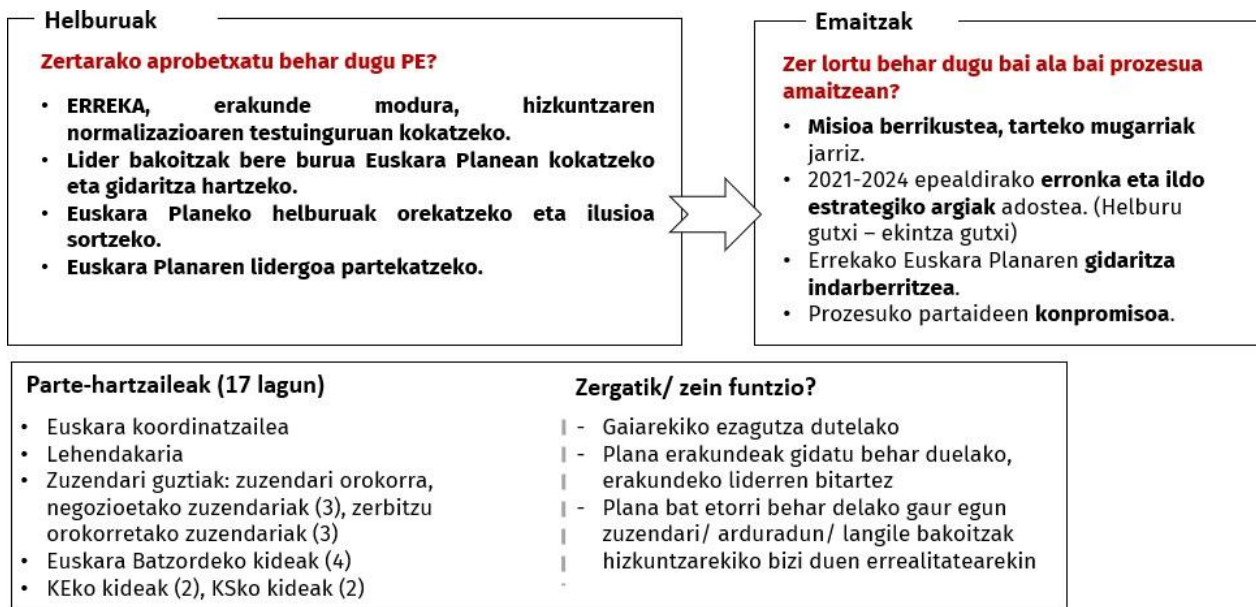 Helburuak
Zertarako aprobetxatu behar dugu PE?
• ERREKA, erakunde modura, hizkuntzaren
normalizazioaren testuinguruan kokatzeko.
• Lider bakoitzak bere burua Euskara Planean kokatzeko
eta gidaritza hartzeko.
• Euskara Planeko helburuak orekatzeko eta ilusioa
sortzeko.
• Euskara Planaren lidergoa partekatzeko.
Emaitzak
Zer lortu behar dugu bai ala bai prozesua
amaitzean?
• Misioa berrikustea, tarteko mugarriak
jarriz.
• 2021-2024 epealdirako erronka eta ildo
estrategiko argiak adostea. (Helburu
gutxi – ekintza gutxi)
• Errekako Euskara Planaren gidaritza
indarberritzea.
• Prozesuko partaideen konpromisoa.
Parte-hartzaileak (17 lagun)
• Euskara koordinatzailea
• Lehendakaria
• Zuzendari guztiak: zuzendari orokorra,
negozioetako zuzendariak (3), zerbitzu
orokorretako zuzendariak (3)
• Euskara Batzordeko kideak (4)
• KEko kideak (2), KSko kideak (2)
Zergatik/ zein funtzio?
- Gaiarekiko ezagutza dutelako
- Plana erakundeak gidatu behar duelako,
erakundeko liderren bitartez
- Plana bat etorri behar delako gaur egun
zuzendari/ arduradun/ langile bakoitzak
hizkuntzarekiko bizi duen errealitatearekin